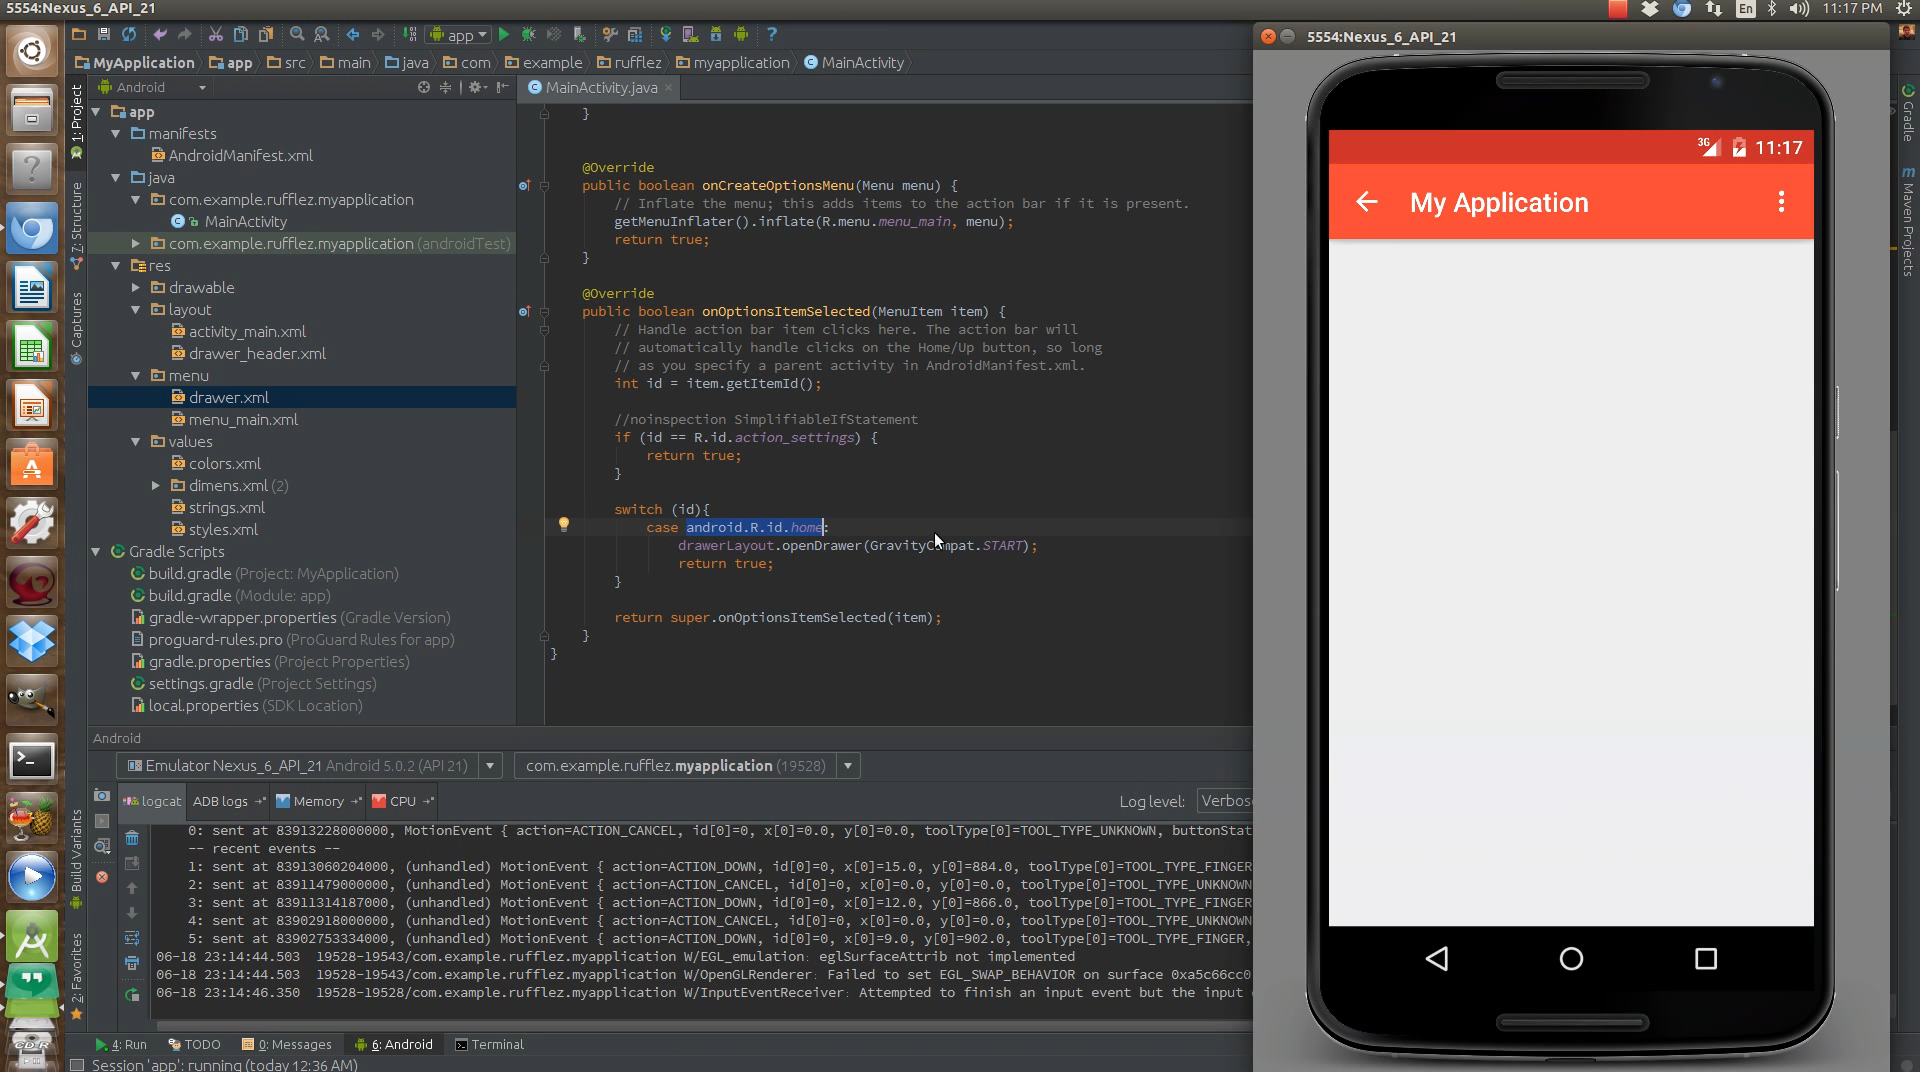 5554:Nexus_6_API_21
En
11:17 PM
app
MyApplication
app
src
main
java
com
example
rufflez
myapplication
MainActivity
Android
MainActivity.java
1: Project
7: Structure
Captures
Build Variants
2: Favorites
app
manifests
AndroidManifest.xml
java
com.example.rufflez.myapplication
MainActivity
com.example.rufflez.myapplication (androidTest)
res
drawable
layout
activity_main.xml
drawer_header.xml
menu
drawer.xml
menu_main.xml
values
colors.xml
dimens.xml (2)
strings.xml
styles.xml
Gradle Scripts
build.gradle (Project: MyApplication)
build.gradle (Module: app)
gradle-wrapper.properties (Gradle Version)
proguard-rules.pro (ProGuard Rules for app)
gradle.properties (Project Properties)
settings.gradle (Project Settings)
local.properties (SDK Location)
}
@Override
public boolean onCreateOptionsMenu(Menu menu) {
// Inflate the menu; this adds items to the action bar if it is present.
getMenuInflater().inflate(R.menu.menu_main, menu);
return true;
}
@Override
public boolean onOptionsItemSelected(MenuItem item) {
// Handle action bar item clicks here. The action bar will
// automatically handle clicks on the Home/Up button, so long
// as you specify a parent activity in AndroidManifest.xml.
int id = item.getItemId();
//noinspection SimplifiableIfStatement
if (id == R.id.action_settings) {
return true;
}
switch (id){
case android.R.id.home:
drawerLayout.openDrawer(GravityCompat.START);
return true;
}
return super.onOptionsItemSelected(item);
}
}
5554:Nexus_6_API_21
3G
11:17
My Application
Gradle
Maven Projects
Android
Emulator Nexus_6_API_21 Android 5.0.2 (API 21)
com.example.rufflez.myapplication (19528)
logcat
ADB logs
Memory
CPU
Log level:
Verbose
0: sent at 83913228000000, MotionEvent { action=ACTION_CANCEL, id[0]=0, x[0]=0.0, y[0]=0.0, toolType[0]=TOOL_TYPE_UNKNOWN, buttonStat
-- recent events --
1: sent at 83913060204000, (unhandled) MotionEvent { action=ACTION_DOWN, id[0]=0, x[0]=15.0, y[0]=884.0, toolType[0]=TOOL_TYPE_FINGER
2: sent at 83911479000000, (unhandled) MotionEvent { action=ACTION_CANCEL, id[0]=0, x[0]=0.0, y[0]=0.0, toolType[0]=TOOL_TYPE_UNKNOWN
3: sent at 83911314187000, (unhandled) MotionEvent { action=ACTION_DOWN, id[0]=0, x[0]=12.0, y[0]=866.0, toolType[0]=TOOL_TYPE_FINGER
4: sent at 83902918000000, (unhandled) MotionEvent { action=ACTION_CANCEL, id[0]=0, x[0]=0.0, y[0]=0.0, toolType[0]=TOOL_TYPE_UNKNOWN
5: sent at 83902753334000, (unhandled) MotionEvent { action=ACTION_DOWN, id[0]=0, x[0]=9.0, y[0]=902.0, toolType[0]=TOOL_TYPE_FINGER,
06-18 23:14:44.503 19528-19543/com.example.rufflez.myapplication W/EGL_emulation: eglSurfaceAttrib not implemented
06-18 23:14:44.503 19528-19543/com.example.rufflez.myapplication W/OpenGLRenderer: Failed to set EGL_SWAP_BEHAVIOR on surface 0xa5c66cc0
06-18 23:14:46.350 19528-19528/com.example.rufflez.myapplication W/InputEventReceiver: Attempted to finish an input event but the input
4: Run
TODO
0: Messages
6: Android
Terminal
Session 'app': running (today 12:36 AM)